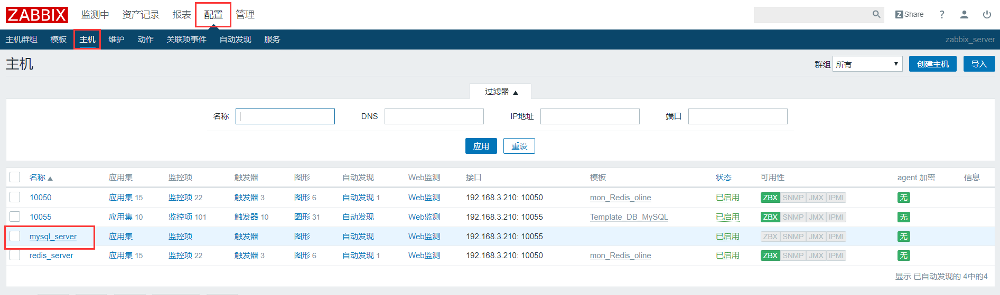 ZABBIX 监测中 资产记录 报表 配置 管理 Z Share ?
主机群组 模板 主机 维护 动作 关联项事件 自动发现 服务 zabbix_server
主机 群组 所有 创建主机 导入
过滤器
名称 DNS IP地址 端口
应用 重设
名称 应用集 监控项 触发器 图形 自动发现 Web监测 接口 模板 状态 可用性 agent 加密 信息
10050 应用集 15 监控项 22 触发器 3 图形 6 自动发现 1 Web监测 192.168.3.210: 10050 mon_Redis_oline 已启用 ZBX SNMP JMX IPMI 无
10055 应用集 10 监控项 101 触发器 10 图形 31 自动发现 Web监测 192.168.3.210: 10055 Template_DB_MySQL 已启用 ZBX SNMP JMX IPMI 无
mysql_server 应用集 监控项 触发器 图形 自动发现 Web监测 192.168.3.210: 10055 已启用 ZBX SNMP JMX IPMI 无
redis_server 应用集 15 监控项 22 触发器 3 图形 6 自动发现 1 Web监测 192.168.3.210: 10050 mon_Redis_oline 已启用 ZBX SNMP JMX IPMI 无
显示 已自动发现的 4中的4